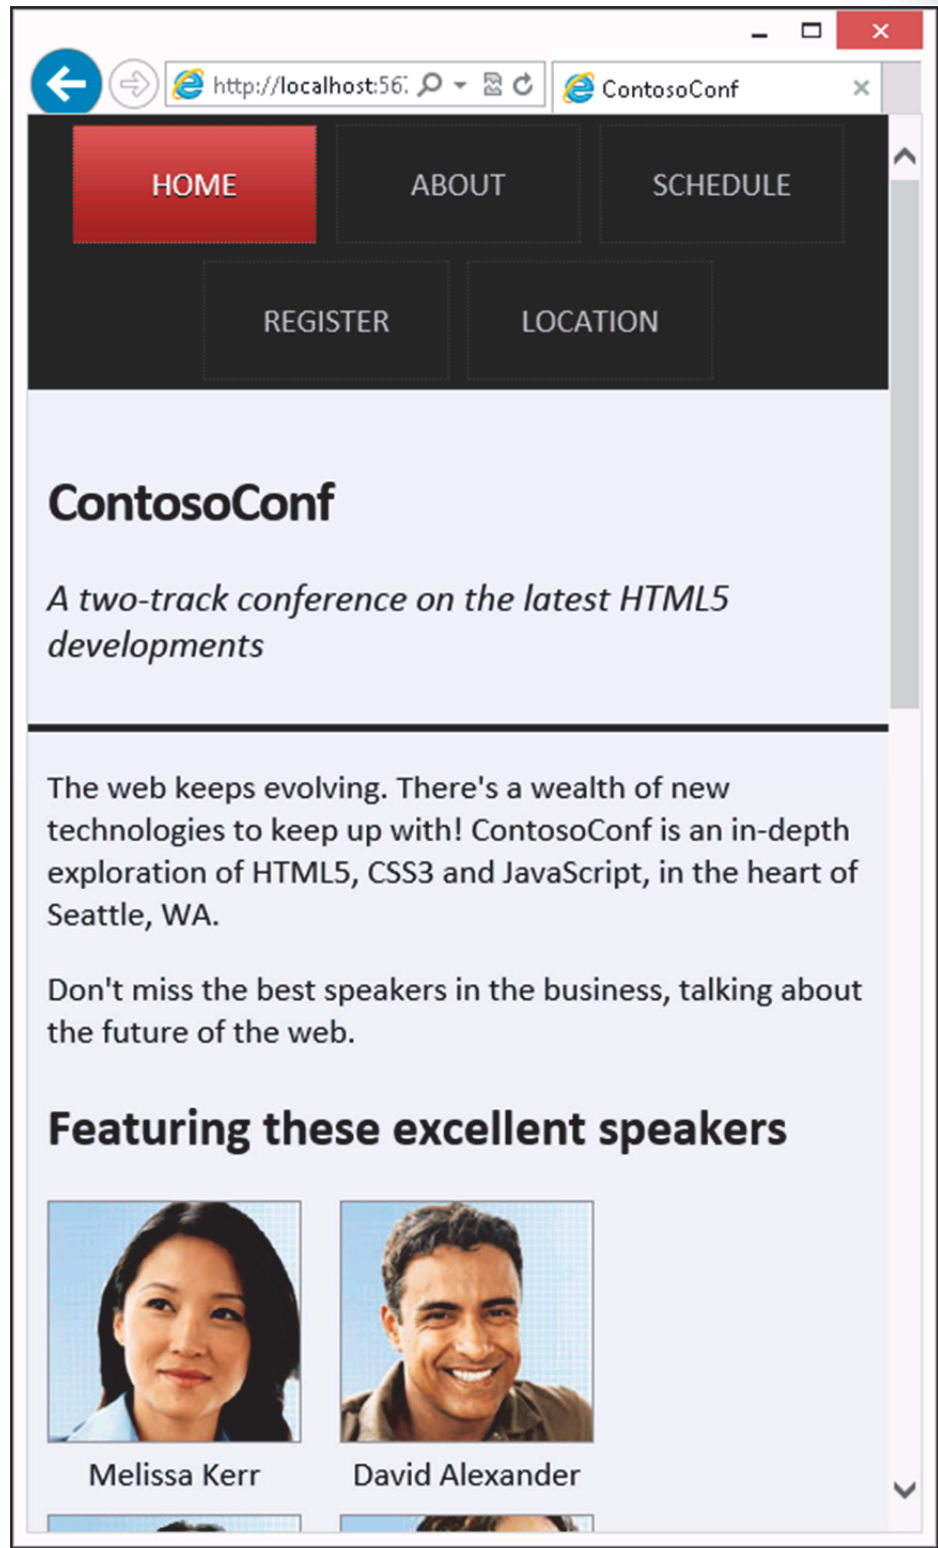 http://localhost:56
ContosoConf
HOME
ABOUT
SCHEDULE
REGISTER
LOCATION
ContosoConf
A two-track conference on the latest HTML5
developments
The web keeps evolving. There's a wealth of new
technologies to keep up with! ContosoConf is an in-depth
exploration of HTML5, CSS3 and JavaScript, in the heart of
Seattle, WA.
Don't miss the best speakers in the business, talking about
the future of the web.
Featuring these excellent speakers
Melissa Kerr
David Alexander